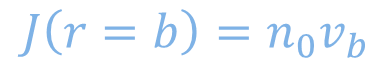 J(r = b) = n₀v_b